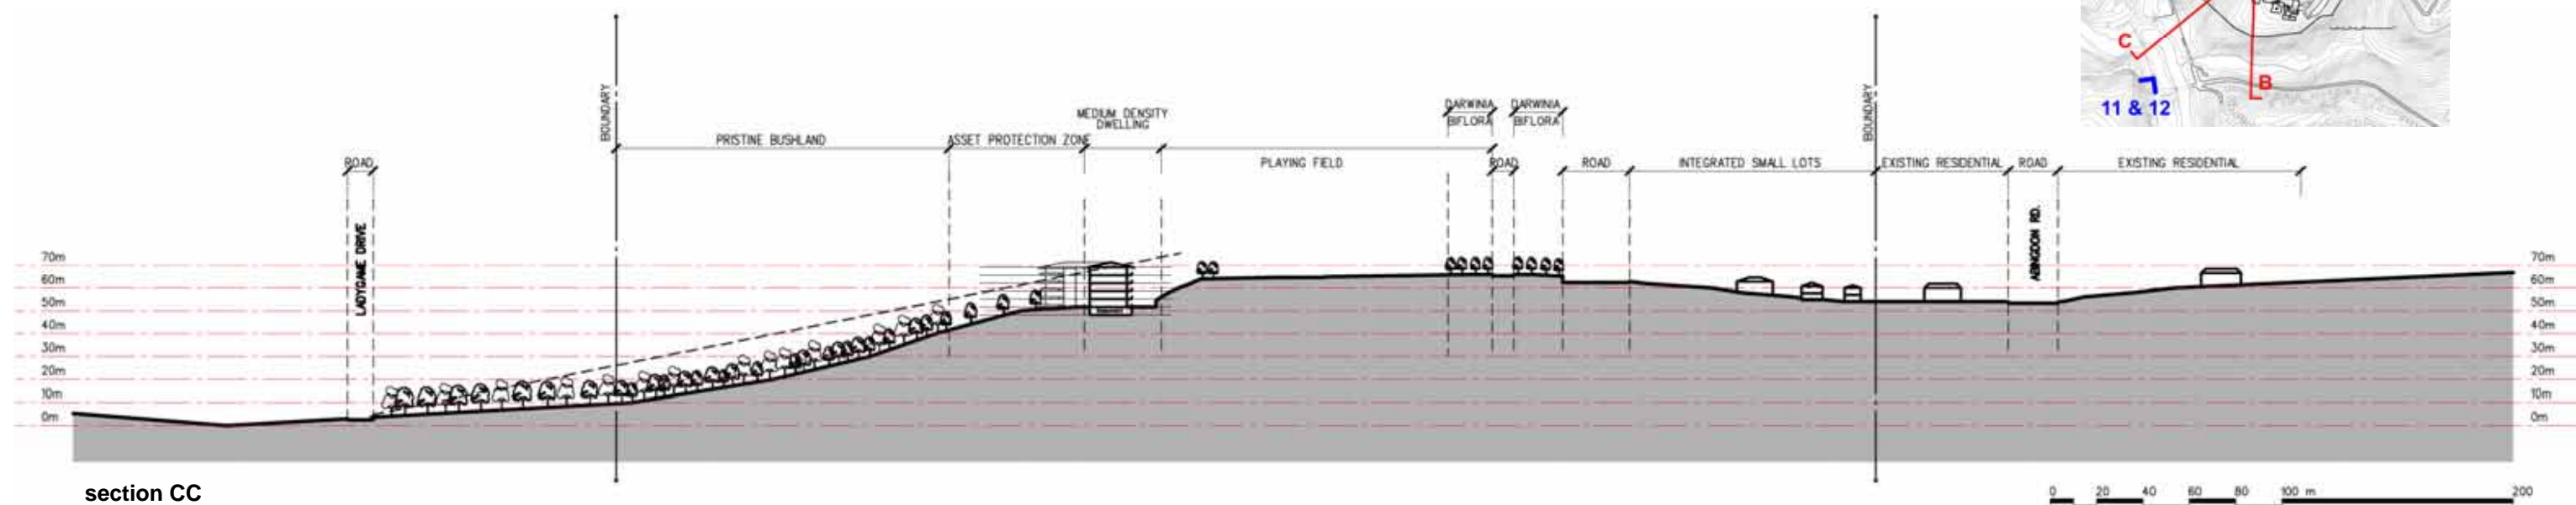 C
B
11 & 12
BOUNDARY
BOUNDARY
DARWINIA DARWINIA
BIFLORA BIFLORA
MEDIUM DENSITY
DWELLING
PRISTINE BUSHLAND
ASSET PROTECTION ZONE
ROAD
PLAYING FIELD
ROAD
ROAD
INTEGRATED SMALL LOTS
EXISTING RESIDENTIAL
ROAD
EXISTING RESIDENTIAL
LADYGAME DRIVE
ABINGDON RD.
70m
60m
50m
40m
30m
20m
10m
0m
70m
60m
50m
40m
30m
20m
10m
0m
section CC
0 20 40 60 80 100 m 200